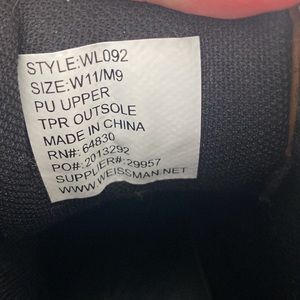 STYLE:WL092
SIZE:W11/M9
PU UPPER
TPR OUTSOLE
MADE IN CHINA
RN#: 64830
PO#: 2013292
SUPPLIER#:29957
WWW.WEISSMAN.NET